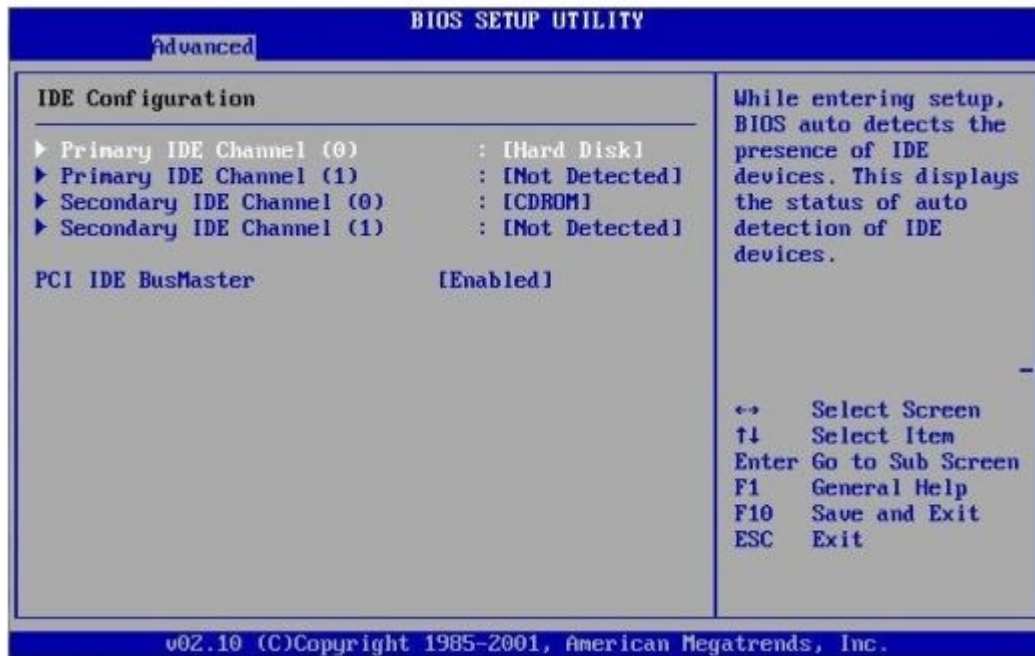 BIOS SETUP UTILITY
Advanced
IDE Configuration
Primary IDE Channel (0) : [Hard Disk]
Primary IDE Channel (1) : [Not Detected]
Secondary IDE Channel (0) : [CDROM]
Secondary IDE Channel (1) : [Not Detected]
PCI IDE BusMaster [Enabled]
While entering setup,
BIOS auto detects the
presence of IDE
devices. This displays
the status of auto
detection of IDE
devices.
↔ Select Screen
↑↓ Select Item
Enter Go to Sub Screen
F1 General Help
F10 Save and Exit
ESC Exit
v02.10 (C)Copyright 1985-2001, American Megatrends, Inc.